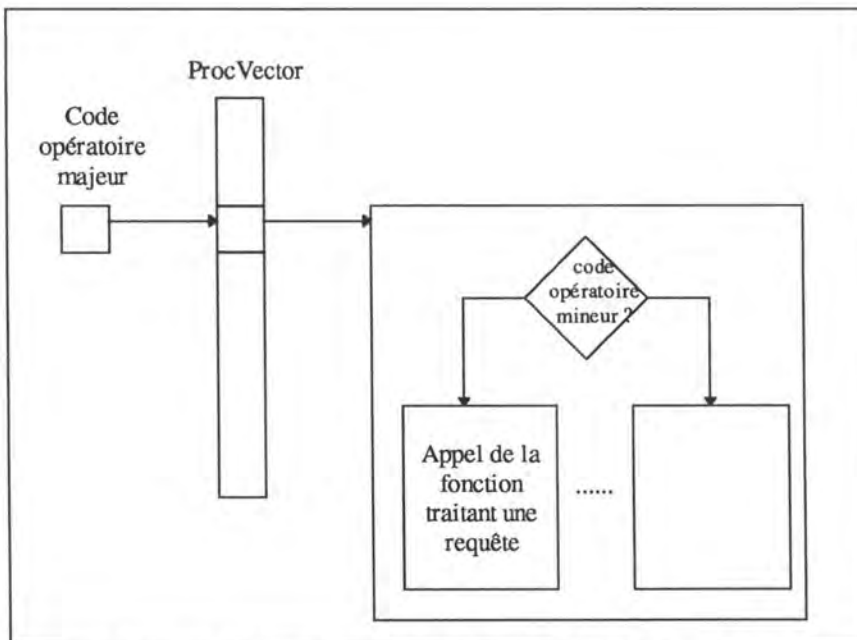 ProcVector
Code
opératoire
majeur
code
opératoire
mineur ?
Appel de la
fonction
traitant une
requête
......